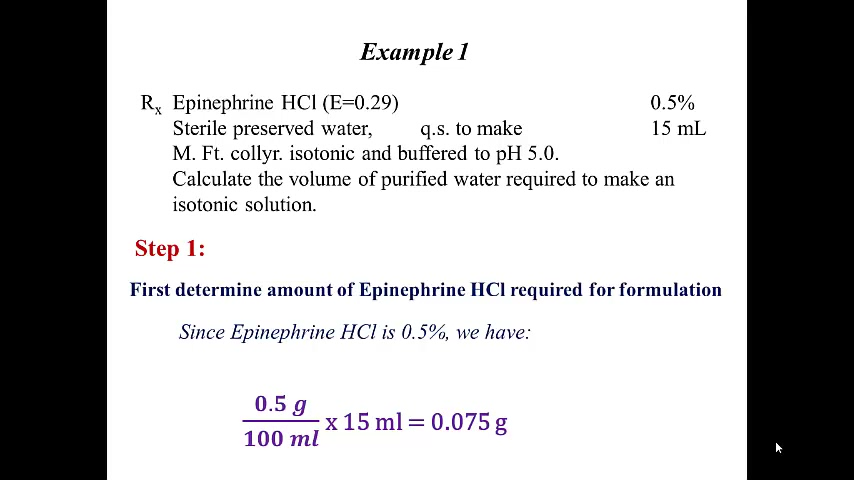 Example 1
Rx Epinephrine HCl (E=0.29) 0.5%
Sterile preserved water, q.s. to make 15 mL
M. Ft. collyr. isotonic and buffered to pH 5.0.
Calculate the volume of purified water required to make an
isotonic solution.
Step 1:
First determine amount of Epinephrine HCl required for formulation
Since Epinephrine HCl is 0.5%, we have:
0.5 g
100 ml x 15 ml = 0.075 g